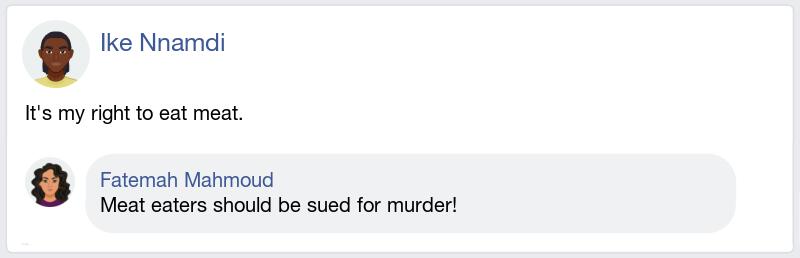 Ike Nnamdi
It's my right to eat meat.
Fatemah Mahmoud
Meat eaters should be sued for murder!